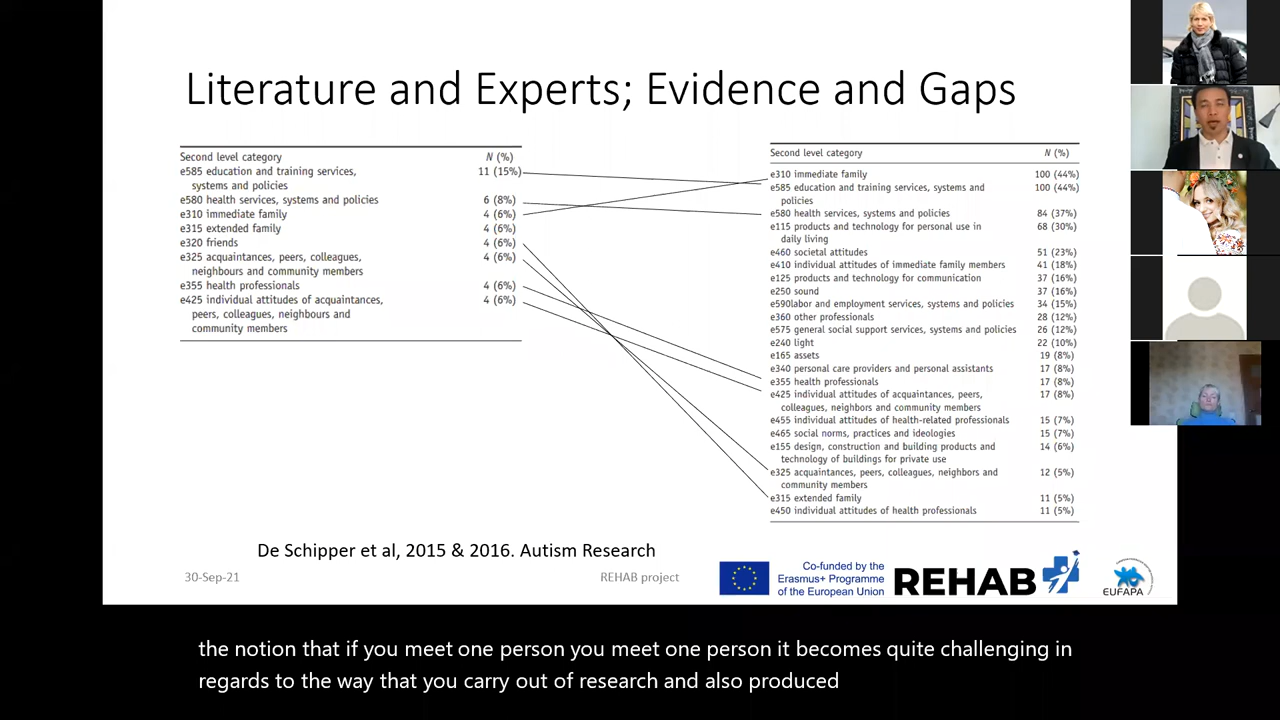 Literature and Experts; Evidence and Gaps
Second level category N (%)
e585 education and training services, 11 (15%)
systems and policies
e580 health services, systems and policies 6 (8%)
e310 immediate family 4 (6%)
e315 extended family 4 (6%)
e320 friends 4 (6%)
e325 acquaintances, peers, colleagues, 4 (6%)
neighbours and community members
e355 health professionals 4 (6%)
e425 individual attitudes of acquaintances, 4 (6%)
peers, colleagues, neighbours and
community members
Second level category N (%)
e310 immediate family 100 (44%)
e585 education and training services, systems and 100 (44%)
policies
e580 health services, systems and policies 84 (37%)
e115 products and technology for personal use in 68 (30%)
daily living
e460 societal attitudes 51 (23%)
e410 individual attitudes of immediate family members 41 (18%)
e125 products and technology for communication 37 (16%)
e250 sound 37 (16%)
e590labor and employment services, systems and policies 34 (15%)
e360 other professionals 28 (12%)
e575 general social support services, systems and policies 26 (12%)
e240 light 22 (10%)
e165 assets 19 (8%)
e340 personal care providers and personal assistants 17 (8%)
e355 health professionals 17 (8%)
e425 individual attitudes of acquaintances, peers, 17 (8%)
colleagues, neighbors and community members
e455 individual attitudes of health-related professionals 15 (7%)
e465 social norms, practices and ideologies 15 (7%)
e155 design, construction and building products and 14 (6%)
technology of buildings for private use
e325 acquaintances, peers, colleagues, neighbors and 12 (5%)
community members
e315 extended family 11 (5%)
e450 individual attitudes of health professionals 11 (5%)
De Schipper et al, 2015 & 2016. Autism Research
30-Sep-21
REHAB project
Co-funded by the
Erasmus+ Programme
of the European Union
REHAB
EUFAPA
the notion that if you meet one person you meet one person it becomes quite challenging in
regards to the way that you carry out of research and also produced